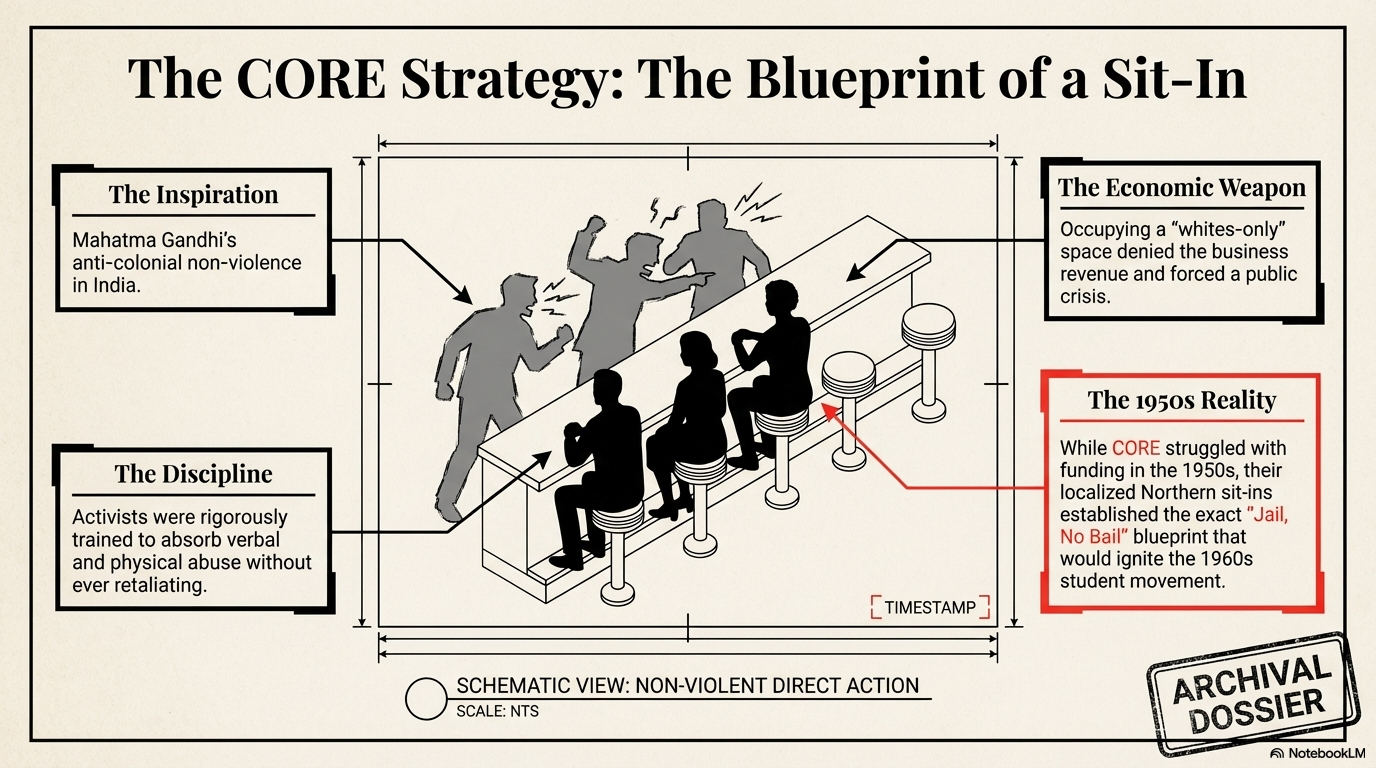 The CORE Strategy: The Blueprint of a Sit-In
The Inspiration
Mahatma Gandhi's
anti-colonial non-violence
in India.
The Discipline
Activists were rigorously
trained to absorb verbal
and physical abuse without
ever retaliating.
The Economic Weapon
Occupying a “whites-only”
space denied the business
revenue and forced a public
crisis.
The 1950s Reality
While CORE struggled with
funding in the 1950s, their
localized Northern sit-ins
established the exact "Jail,
No Bail" blueprint that
would ignite the 1960s
student movement.
TIMESTAMP
SCHEMATIC VIEW: NON-VIOLENT DIRECT ACTION
SCALE: NTS
ARCHIVAL
DOSSIER
NotebookLM